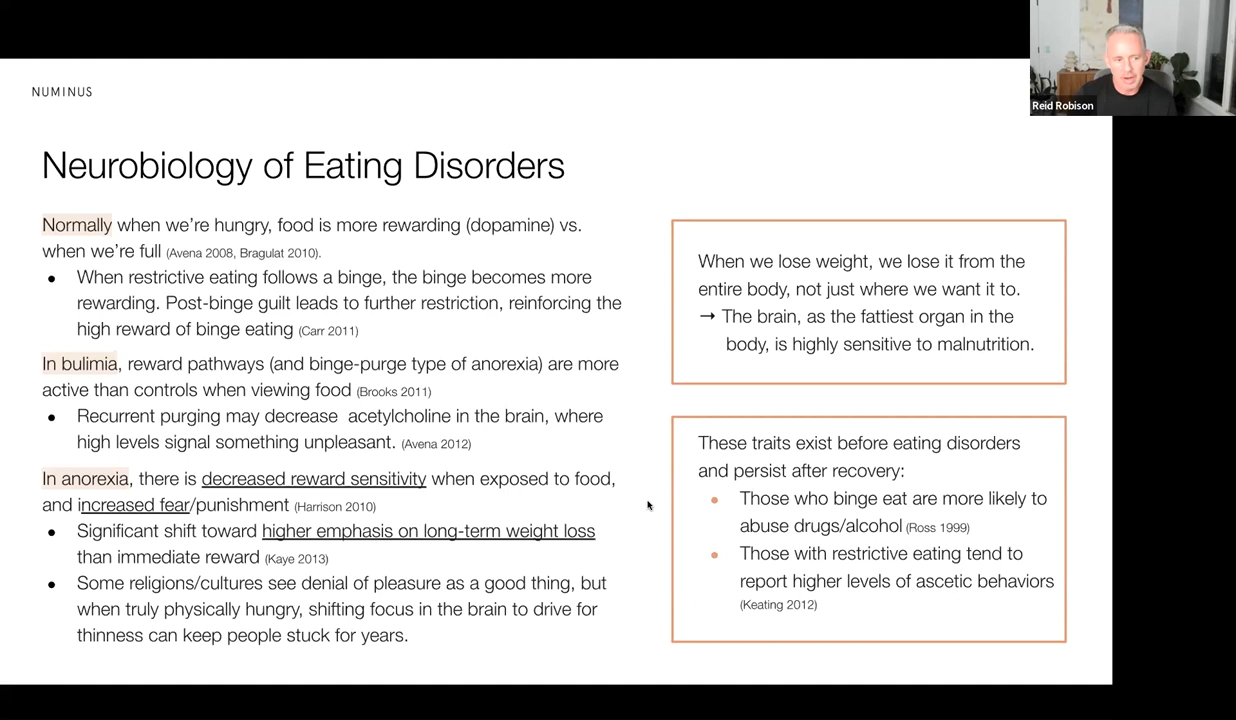 NUMINUS
Reid Robison
Neurobiology of Eating Disorders
Normally when we're hungry, food is more rewarding (dopamine) vs.
when we're full (Avena 2008, Bragulat 2010).
● When restrictive eating follows a binge, the binge becomes more
rewarding. Post-binge guilt leads to further restriction, reinforcing the
high reward of binge eating (Carr 2011)
In bulimia, reward pathways (and binge-purge type of anorexia) are more
active than controls when viewing food (Brooks 2011)
● Recurrent purging may decrease acetylcholine in the brain, where
high levels signal something unpleasant. (Avena 2012)
In anorexia, there is decreased reward sensitivity when exposed to food,
and increased fear/punishment (Harrison 2010)
● Significant shift toward higher emphasis on long-term weight loss
than immediate reward (Kaye 2013)
● Some religions/cultures see denial of pleasure as a good thing, but
when truly physically hungry, shifting focus in the brain to drive for
thinness can keep people stuck for years.
When we lose weight, we lose it from the
entire body, not just where we want it to.
→ The brain, as the fattiest organ in the
body, is highly sensitive to malnutrition.
These traits exist before eating disorders
and persist after recovery:
● Those who binge eat are more likely to
abuse drugs/alcohol (Ross 1999)
● Those with restrictive eating tend to
report higher levels of ascetic behaviors
(Keating 2012)